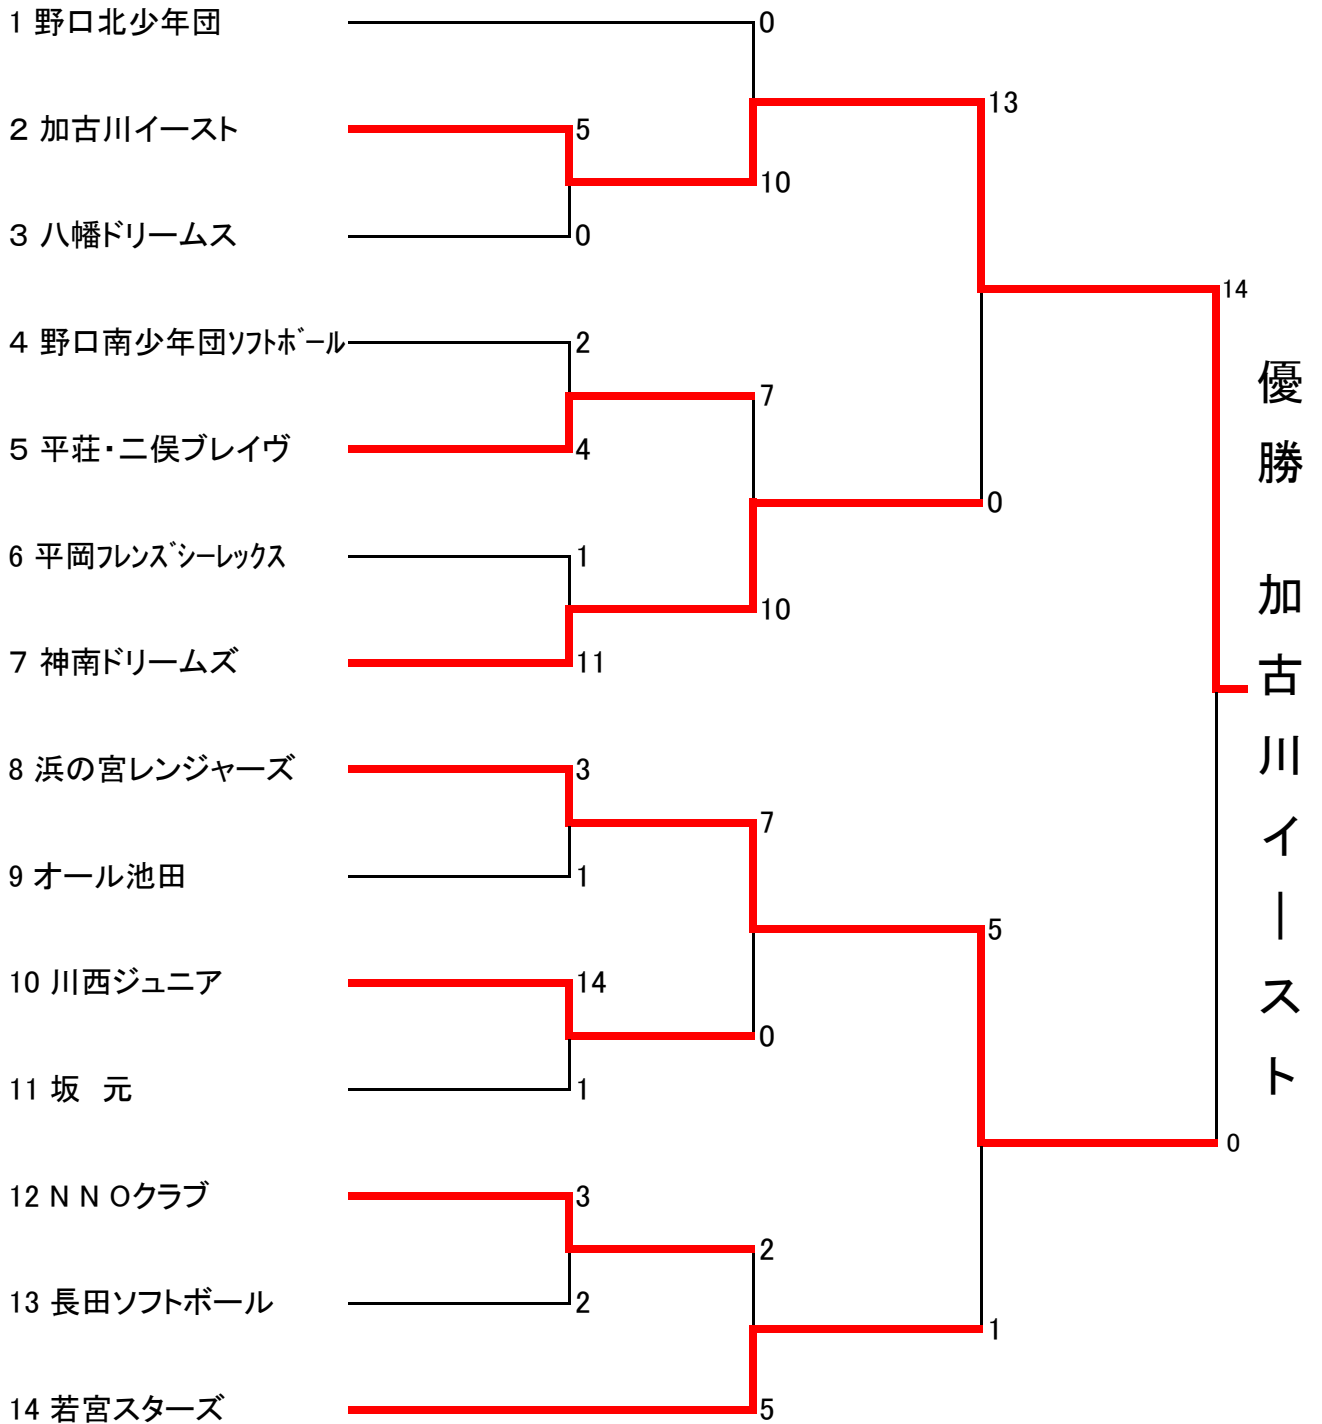 1 野口北少年団
0
13
2 加古川イースト
5
10
3 八幡ドリームス
0
14
4 野口南少年団ソフトボール
2
7
5 平荘・二俣ブレイヴ
4
0
6 平岡フレンズシーレックス
1
10
7 神南ドリームズ
11
8 浜の宮レンジャーズ
3
7
9 オール池田
1
5
10 川西ジュニア
14
0
11 坂　元
1
0
12 ＮＮＯクラブ
3
2
13 長田ソフトボール
2
1
14 若宮スターズ
5
優勝　加古川イースト